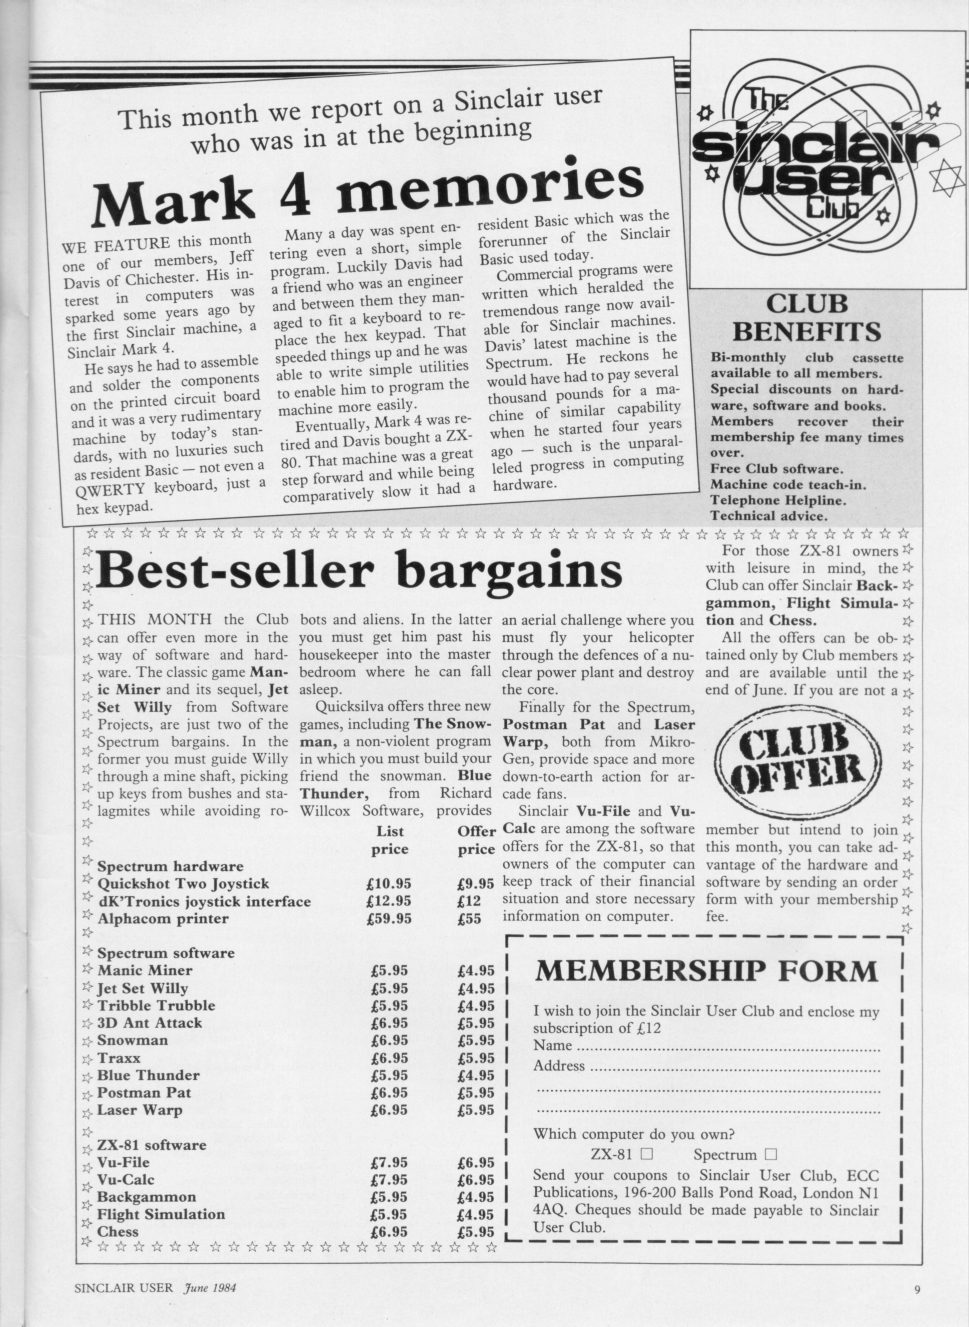 This month we report on a Sinclair user
who was in at the beginning
Mark 4 memories
WE FEATURE this month
one of our members, Jeff
Davis of Chichester. His in-
terest in computers was
sparked some years ago by
the first Sinclair machine, a
Sinclair Mark 4.
He says he had to assemble
and solder the components
on the printed circuit board
and it was a very rudimentary
machine by today's stan-
dards, with no luxuries such
as resident Basic — not even a
QWERTY keyboard, just a
hex keypad.
Many a day was spent en-
tering even a short, simple
program. Luckily Davis had
a friend who was an engineer
and between them they man-
aged to fit a keyboard to re-
place the hex keypad. That
speeded things up and he was
able to write simple utilities
to enable him to program the
machine more easily.
Eventually, Mark 4 was re-
tired and Davis bought a ZX-
80. That machine was a great
step forward and while being
comparatively slow it had a
resident Basic which was the
forerunner of the Sinclair
Basic used today.
Commercial programs were
written which heralded the
tremendous range now avail-
able for Sinclair machines.
Davis' latest machine is the
Spectrum. He reckons he
would have had to pay several
thousand pounds for a ma-
chine of similar capability
when he started four years
ago — such is the unparal-
leled progress in computing
hardware.
The
sinclair
user
Club
CLUB
BENEFITS
Bi-monthly club cassette
available to all members.
Special discounts on hard-
ware, software and books.
Members recover their
membership fee many times
over.
Free Club software.
Machine code teach-in.
Telephone Helpline.
Technical advice.
Best-seller bargains
THIS MONTH the Club
can offer even more in the
way of software and hard-
ware. The classic game Man-
ic Miner and its sequel, Jet
Set Willy from Software
Projects, are just two of the
Spectrum bargains. In the
former you must guide Willy
through a mine shaft, picking
up keys from bushes and sta-
lagmites while avoiding ro-
bots and aliens. In the latter
you must get him past his
housekeeper into the master
bedroom where he can fall
asleep.
Quicksilva offers three new
games, including The Snow-
man, a non-violent program
in which you must build your
friend the snowman. Blue
Thunder, from Richard
Willcox Software, provides
an aerial challenge where you
must fly your helicopter
through the defences of a nu-
clear power plant and destroy
the core.
Finally for the Spectrum,
Postman Pat and Laser
Warp, both from Mikro-
Gen, provide space and more
down-to-earth action for ar-
cade fans.
Sinclair Vu-File and Vu-
Calc are among the software
offers for the ZX-81, so that
owners of the computer can
keep track of their financial
situation and store necessary
information on computer.
For those ZX-81 owners
with leisure in mind, the
Club can offer Sinclair Back-
gammon, Flight Simula-
tion and Chess.
All the offers can be ob-
tained only by Club members
and are available until the
end of June. If you are not a
CLUB
OFFER
member but intend to join
this month, you can take ad-
vantage of the hardware and
software by sending an order
form with your membership
fee.
List Offer
price price
Spectrum hardware
Quickshot Two Joystick £10.95 £9.95
dK'Tronics joystick interface £12.95 £12
Alphacom printer £59.95 £55
Spectrum software
Manic Miner £5.95 £4.95
Jet Set Willy £5.95 £4.95
Tribble Trubble £5.95 £4.95
3D Ant Attack £6.95 £5.95
Snowman £6.95 £5.95
Traxx £6.95 £5.95
Blue Thunder £5.95 £4.95
Postman Pat £6.95 £5.95
Laser Warp £6.95 £5.95
ZX-81 software
Vu-File £7.95 £6.95
Vu-Calc £7.95 £6.95
Backgammon £5.95 £4.95
Flight Simulation £5.95 £4.95
Chess £6.95 £5.95
MEMBERSHIP FORM
I wish to join the Sinclair User Club and enclose my
subscription of £12
Name
Address
Which computer do you own?
ZX-81 □ Spectrum □
Send your coupons to Sinclair User Club, ECC
Publications, 196-200 Balls Pond Road, London N1
4AQ. Cheques should be made payable to Sinclair
User Club.
SINCLAIR USER June 1984
9